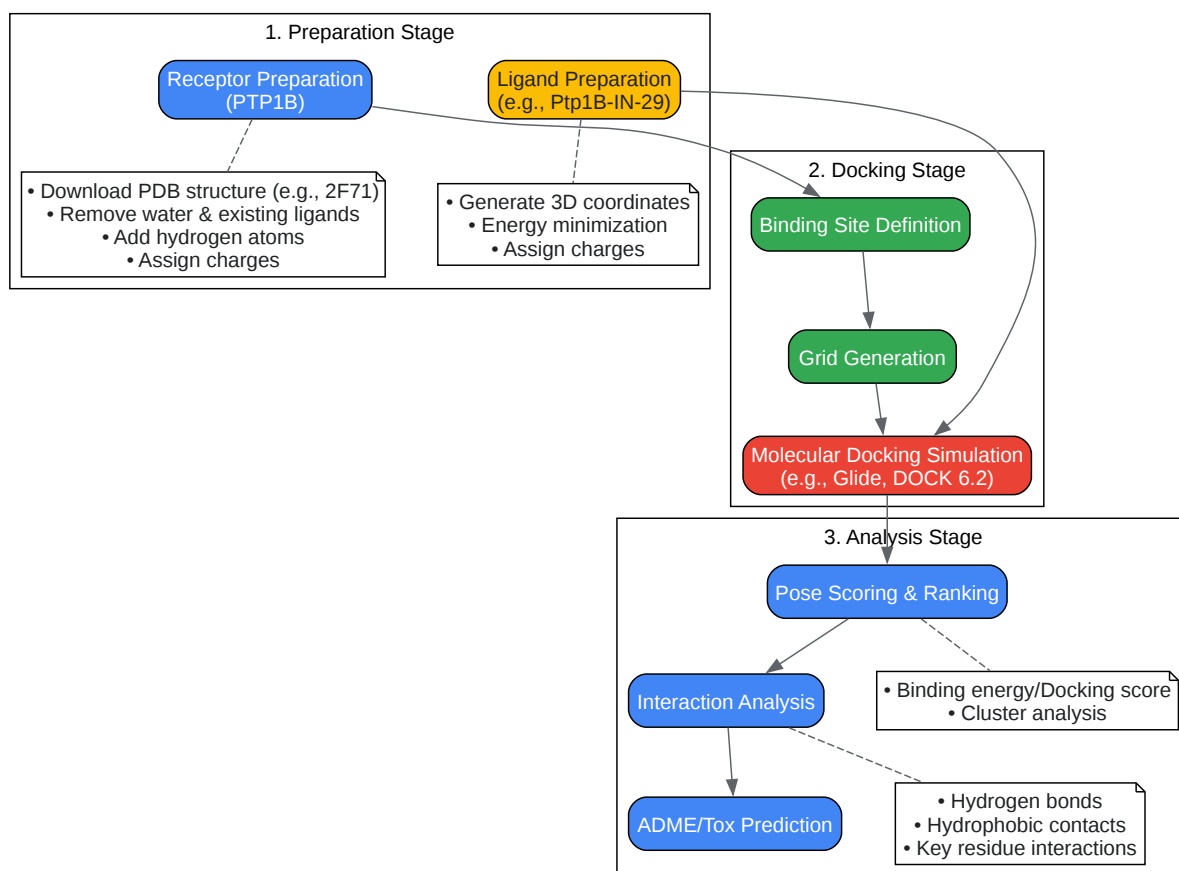 1. Preparation Stage
Receptor Preparation
(PTP1B)
Ligand Preparation
(e.g., Ptp1B-IN-29)
• Download PDB structure (e.g., 2F71)
• Remove water & existing ligands
• Add hydrogen atoms
• Assign charges
• Generate 3D coordinates
• Energy minimization
• Assign charges
2. Docking Stage
Binding Site Definition
Grid Generation
Molecular Docking Simulation
(e.g., Glide, DOCK 6.2)
3. Analysis Stage
Pose Scoring & Ranking
• Binding energy/Docking score
• Cluster analysis
Interaction Analysis
• Hydrogen bonds
• Hydrophobic contacts
• Key residue interactions
ADME/Tox Prediction